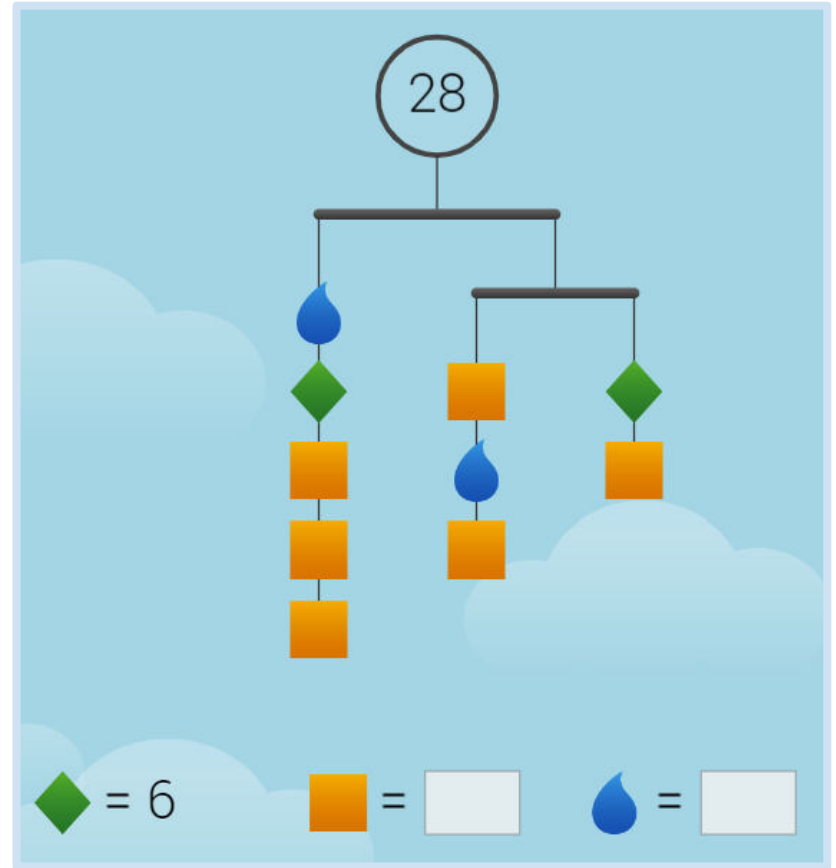 28
= 6 = =